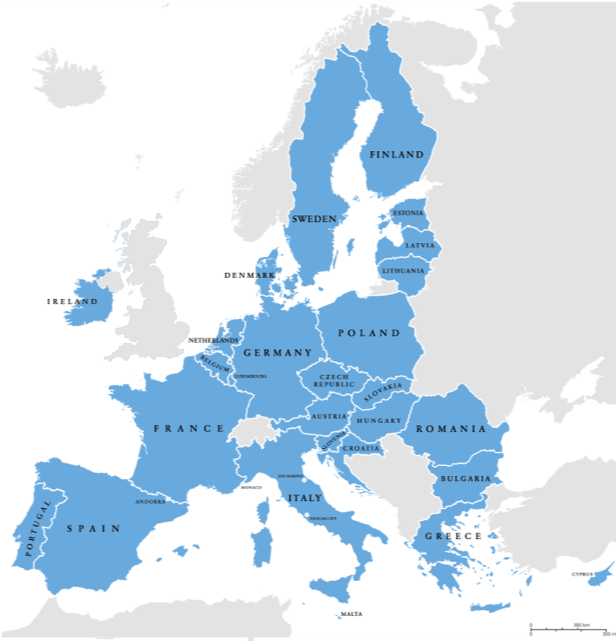 FINLAND
SWEDEN
ESTONIA
LATVIA
LITHUANIA
DENMARK
IRELAND
NETHERLANDS
POLAND
GERMANY
BELGIUM
LUXEMBOURG
CZECH
REPUBLIC
SLOVAKIA
AUSTRIA
HUNGARY
FRANCE
SLOVENIA
CROATIA
ROMANIA
BULGARIA
SAN MARINO
MONACO
ITALY
ANDORRA
VATICAN CITY
PORTUGAL
SPAIN
GREECE
CYPRUS
MALTA
0